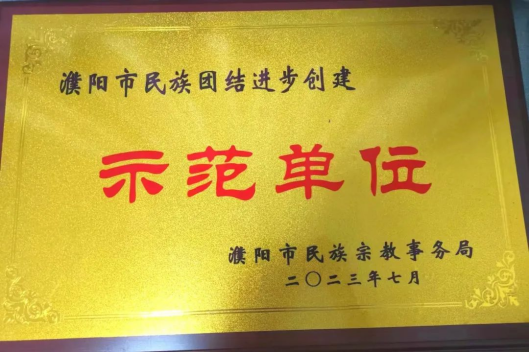 濮阳市民族团结进步创建
示范单位
濮阳市民族宗教事务局
二〇二三年七月